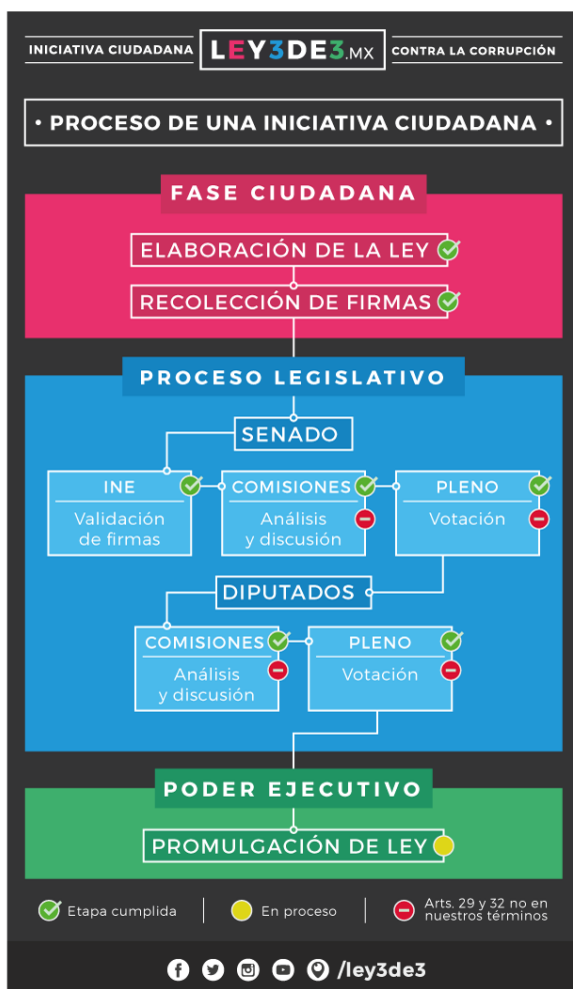 INICIATIVA CIUDADANA
LEY3DE3.MX
CONTRA LA CORRUPCIÓN
• PROCESO DE UNA INICIATIVA CIUDADANA •
FASE CIUDADANA
ELABORACIÓN DE LA LEY
RECOLECCIÓN DE FIRMAS
PROCESO LEGISLATIVO
SENADO
INE
Validación
de firmas
COMISIONES
Análisis
y discusión
PLENO
Votación
DIPUTADOS
COMISIONES
Análisis
y discusión
PLENO
Votación
PODER EJECUTIVO
PROMULGACIÓN DE LEY
Etapa cumplida
En proceso
Arts. 29 y 32 no en
nuestros términos
/ley3de3